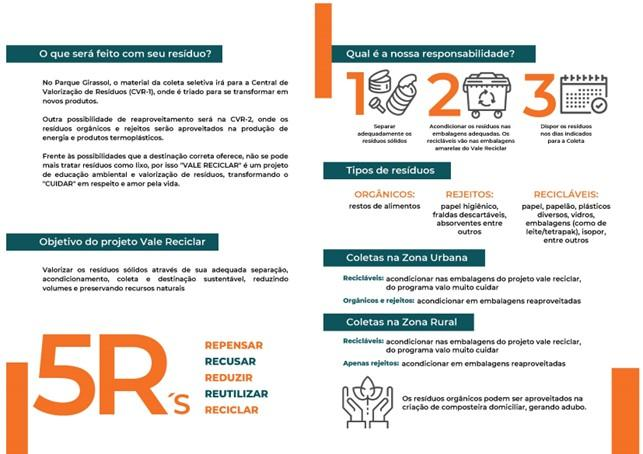 O que será feito com seu resíduo?
No Parque Girassol, o material da coleta seletiva irá para a Central de
Valorização de Resíduos (CVR-1), onde é triado para se transformar em
novos produtos.
Outra possibilidade de reaproveitamento será na CVR-2, onde os
resíduos orgânicos e rejeitos serão aproveitados na produção de
energia e produtos termoplásticos.
Frente às possibilidades que a destinação correta oferece, não se pode
mais tratar resíduos como lixo, por isso "VALE RECICLAR" é um projeto
de educação ambiental e valorização de resíduos, transformando o
"CUIDAR" em respeito e amor pela vida.
Objetivo do projeto Vale Reciclar
Valorizar os resíduos sólidos através de sua adequada separação,
acondicionamento, coleta e destinação sustentável, reduzindo
volumes e preservando recursos naturais
5R´s
REPENSAR
RECUSAR
REDUZIR
REUTILIZAR
RECICLAR
Qual é a nossa responsabilidade?
1
Separar
adequadamente os
resíduos sólidos
2
Acondicionar os resíduos nas
embalagens adequadas. Os
recicláveis vão nas embalagens
amarelas do Vale Reciclar
3
Dispor os resíduos
nos dias indicados
para a Coleta
Tipos de resíduos
ORGÂNICOS:
restos de alimentos
REJEITOS:
papel higiênico,
fraldas descartáveis,
absorventes entre
outros
RECICLÁVEIS:
papel, papelão, plásticos
diversos, vidros,
embalagens (como de
leite/tetrapak), isopor,
entre outros
Coletas na Zona Urbana
Recicláveis: acondicionar nas embalagens do projeto vale reciclar,
do programa valo muito cuidar
Orgânicos e rejeitos: acondicionar em embalagens reaproveitadas
Coletas na Zona Rural
Recicláveis: acondicionar nas embalagens do projeto vale reciclar,
do programa valo muito cuidar
Apenas rejeitos: acondicionar em embalagens reaproveitadas
Os resíduos orgânicos podem ser aproveitados na
criação de composteira domiciliar, gerando adubo.